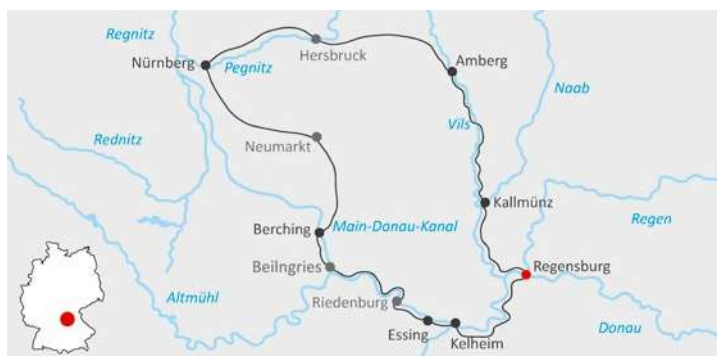 Regnitz
Hersbruck
Nürnberg
Pegnitz
Amberg
Naab
Vils
Rednitz
Neumarkt
Kallmünz
Regen
Berching
Main-Donau-Kanal
Beilngries
Regensburg
Altmühl
Riedenburg
Essing
Kelheim
Donau